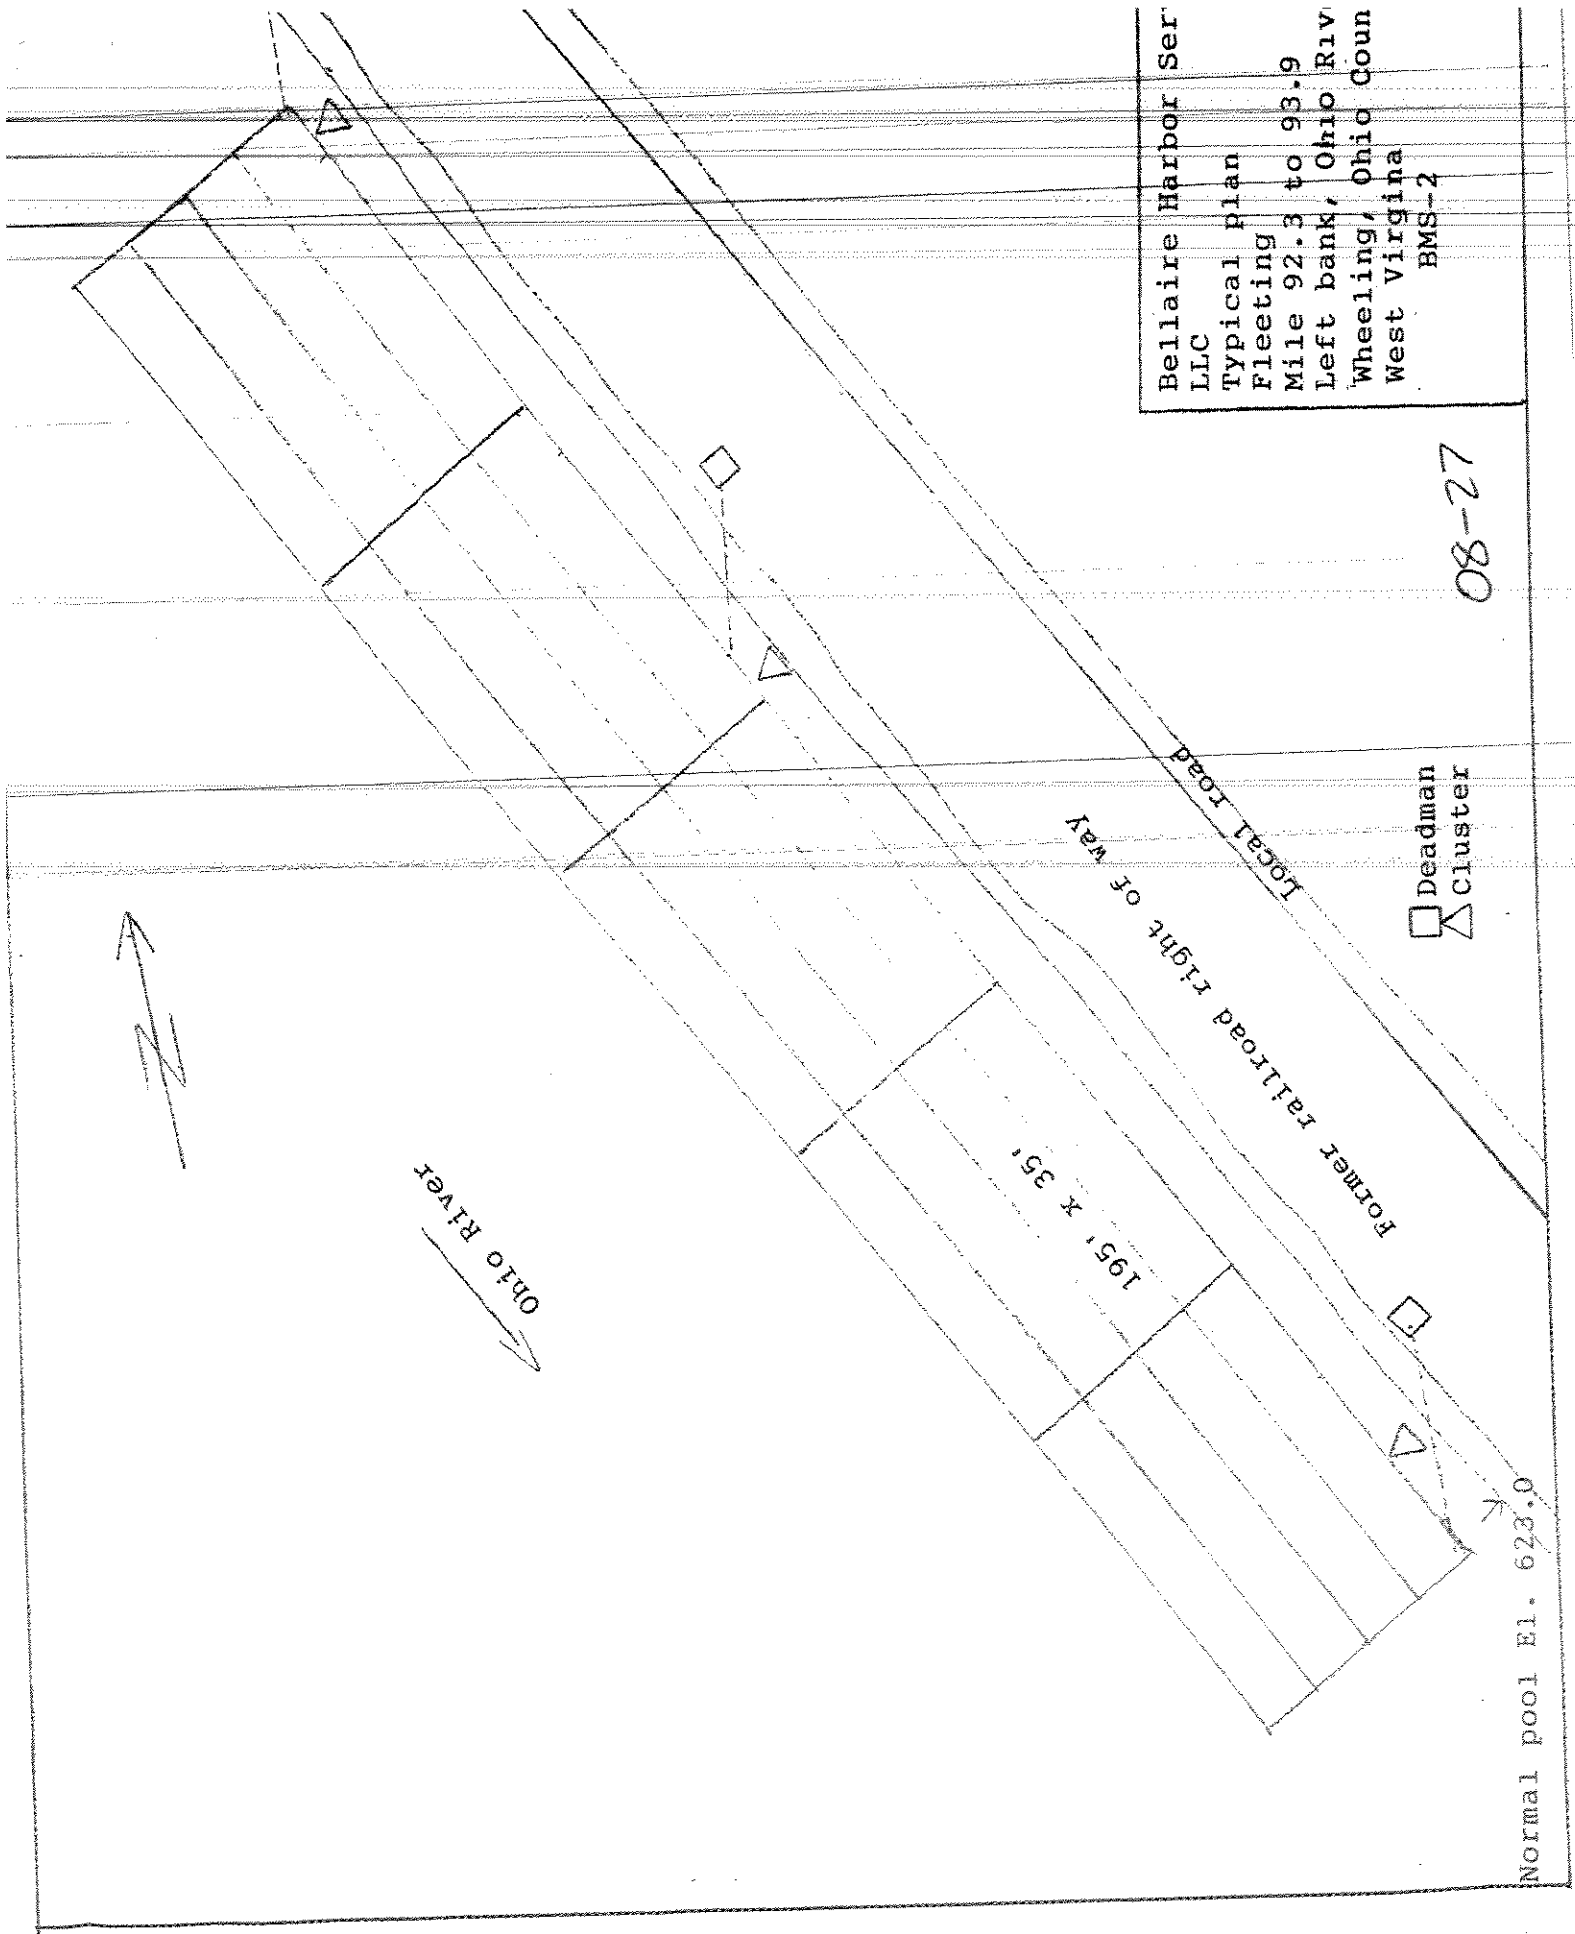 Ohio River
195' x 35'
Former railroad right of way
Local road
Normal pool El. 623.0
Deadman
Cluster
08-27
Bellaire Harbor Ser
LLC
Typical plan
Fleeting
Mile 92.3 to 93.9
Left bank, Ohio Riv
Wheeling, Ohio Coun
West Virgina
BMS-2
N